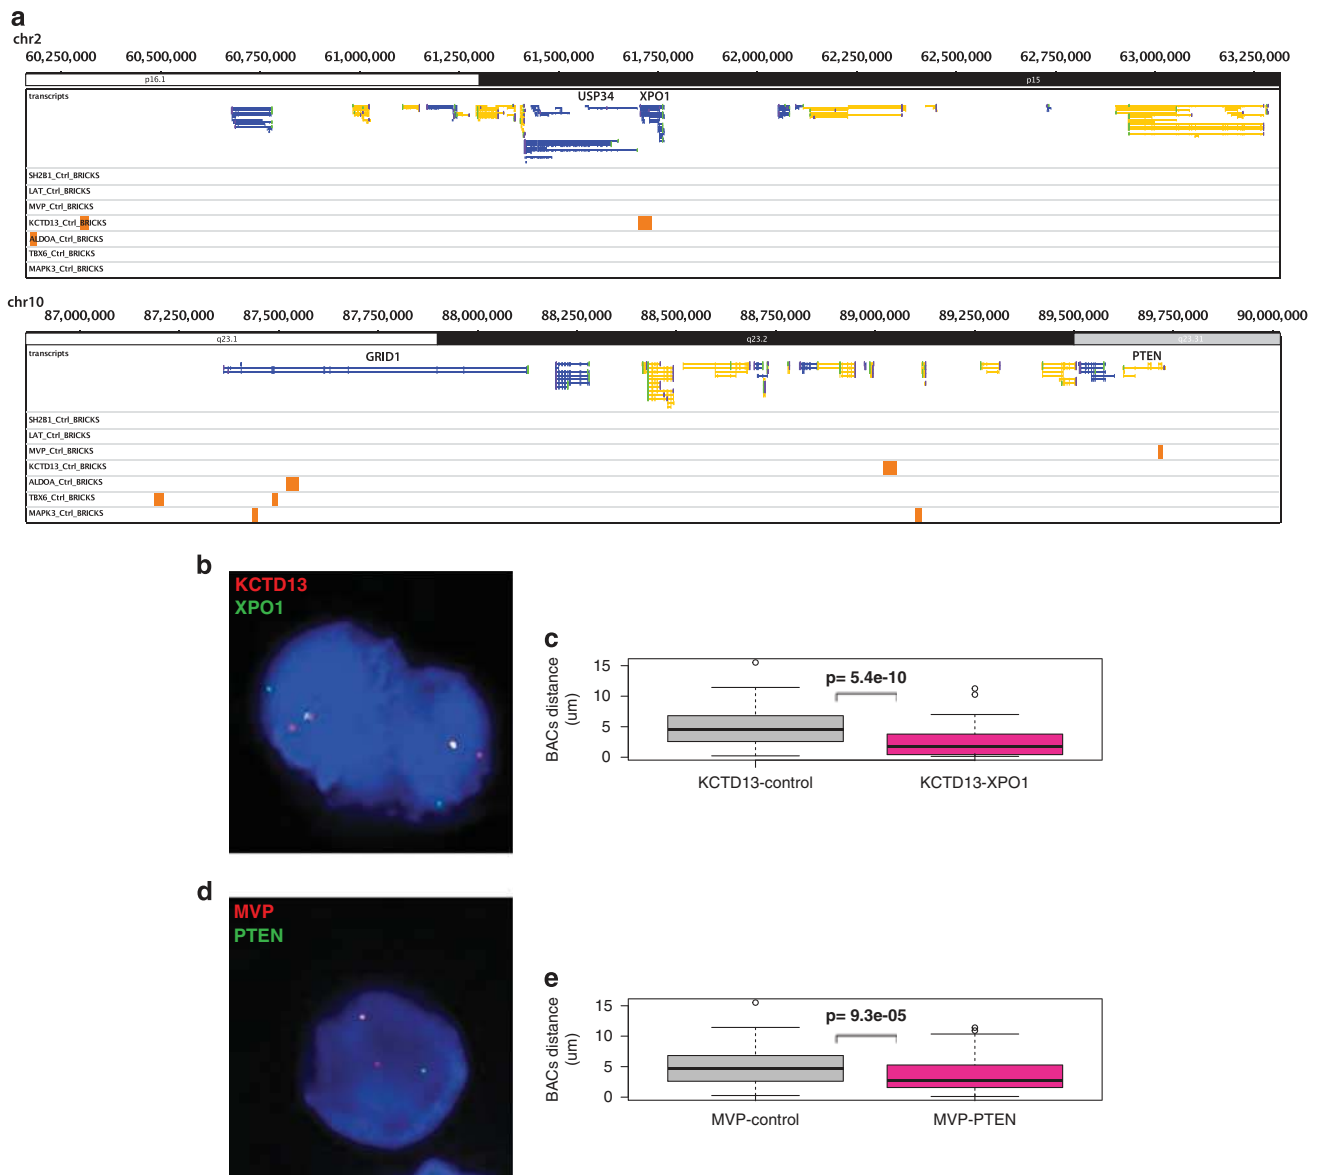 a
chr2
60,250,000 60,500,000 60,750,000 61,000,000 61,250,000 61,500,000 61,750,000 62,000,000 62,250,000 62,500,000 62,750,000 63,000,000 63,250,000
p16.1 p15
transcripts USP34 XPO1
SH2B1_Ctrl_BRICKS
LAT_Ctrl_BRICKS
MVP_Ctrl_BRICKS
KCTD13_Ctrl_BRICKS
ALDOA_Ctrl_BRICKS
TBX6_Ctrl_BRICKS
MAPK3_Ctrl_BRICKS
chr10
87,000,000 87,250,000 87,500,000 87,750,000 88,000,000 88,250,000 88,500,000 88,750,000 89,000,000 89,250,000 89,500,000 89,750,000 90,000,000
q23.1 q23.2 q23.31
transcripts GRID1 PTEN
SH2B1_Ctrl_BRICKS
LAT_Ctrl_BRICKS
MVP_Ctrl_BRICKS
KCTD13_Ctrl_BRICKS
ALDOA_Ctrl_BRICKS
TBX6_Ctrl_BRICKS
MAPK3_Ctrl_BRICKS
b
KCTD13
XPO1
c
BACs distance
(um)
15
10
5
0
p= 5.4e-10
KCTD13-control KCTD13-XPO1
d
MVP
PTEN
e
BACs distance
(um)
15
10
5
0
p= 9.3e-05
MVP-control MVP-PTEN